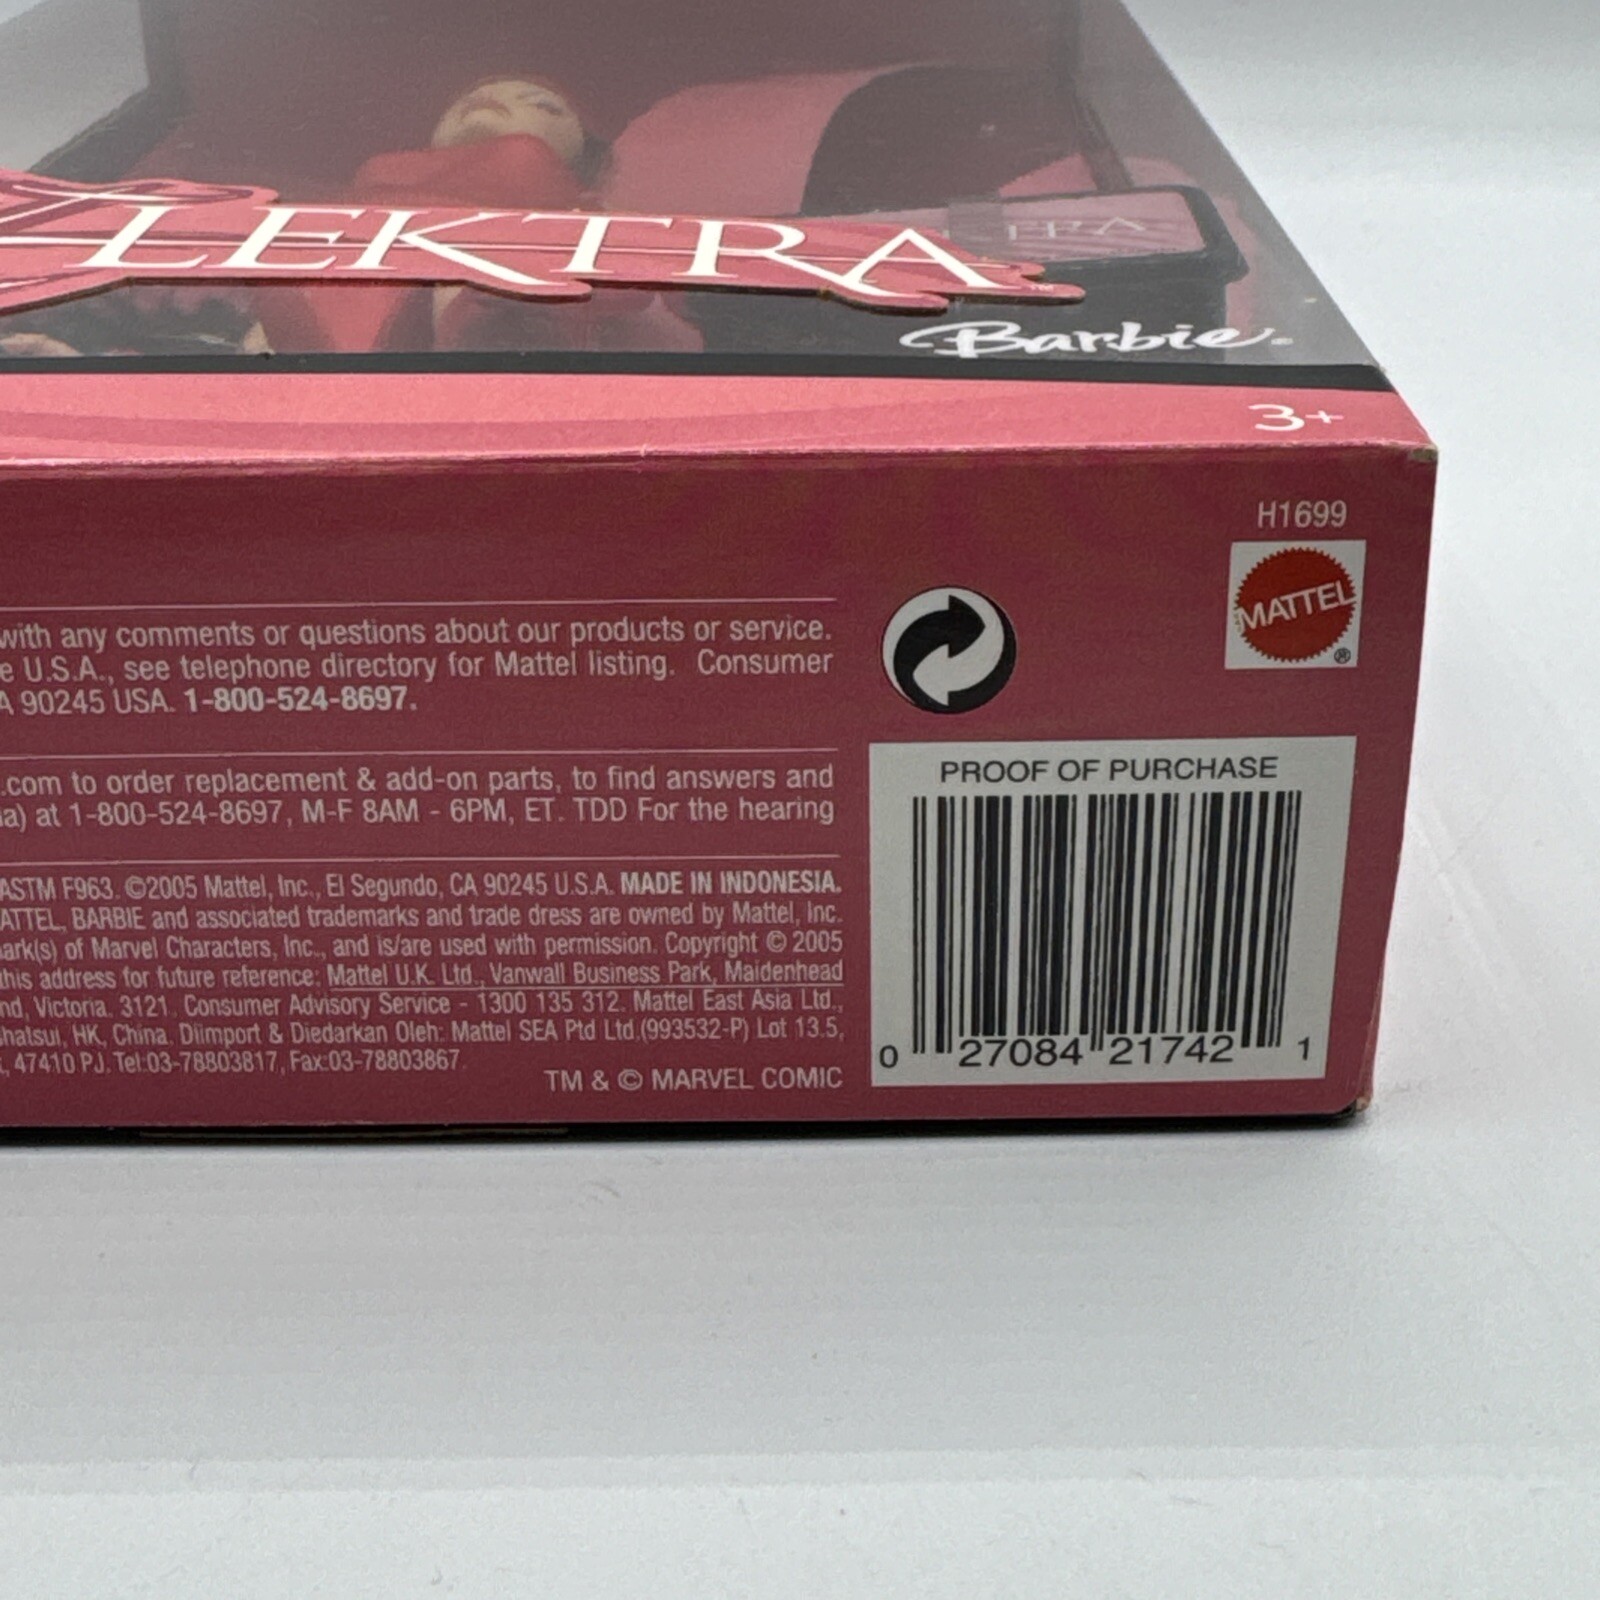 ELEKTRA™
Barbie®
3+
H1699
MATTEL
®
with any comments or questions about our products or service.
e U.S.A., see telephone directory for Mattel listing. Consumer
A 90245 USA. 1-800-524-8697.
.com to order replacement & add-on parts, to find answers and
ia) at 1-800-524-8697, M-F 8AM - 6PM, ET. TDD For the hearing
ASTM F963. ©2005 Mattel, Inc., El Segundo, CA 90245 U.S.A. MADE IN INDONESIA.
ATTEL, BARBIE and associated trademarks and trade dress are owned by Mattel, Inc.
ark(s) of Marvel Characters, Inc., and is/are used with permission. Copyright © 2005
this address for future reference: Mattel U.K. Ltd., Vanwall Business Park, Maidenhead
nd, Victoria. 3121. Consumer Advisory Service - 1300 135 312. Mattel East Asia Ltd.,
hatsui, HK, China. Diimport & Diedarkan Oleh: Mattel SEA Ptd Ltd.(993532-P) Lot 13.5,
, 47410 PJ. Tel:03-78803817, Fax:03-78803867.
TM & © MARVEL COMIC
PROOF OF PURCHASE
0 27084 21742 1